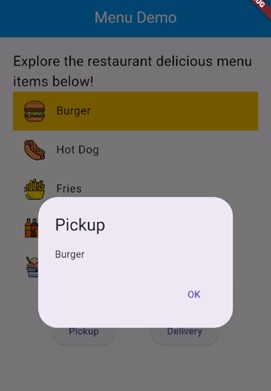 Menu Demo
Explore the restaurant delicious menu
items below!
Burger
Hot Dog
Fries
Pickup
Burger
OK
Pickup
Delivery